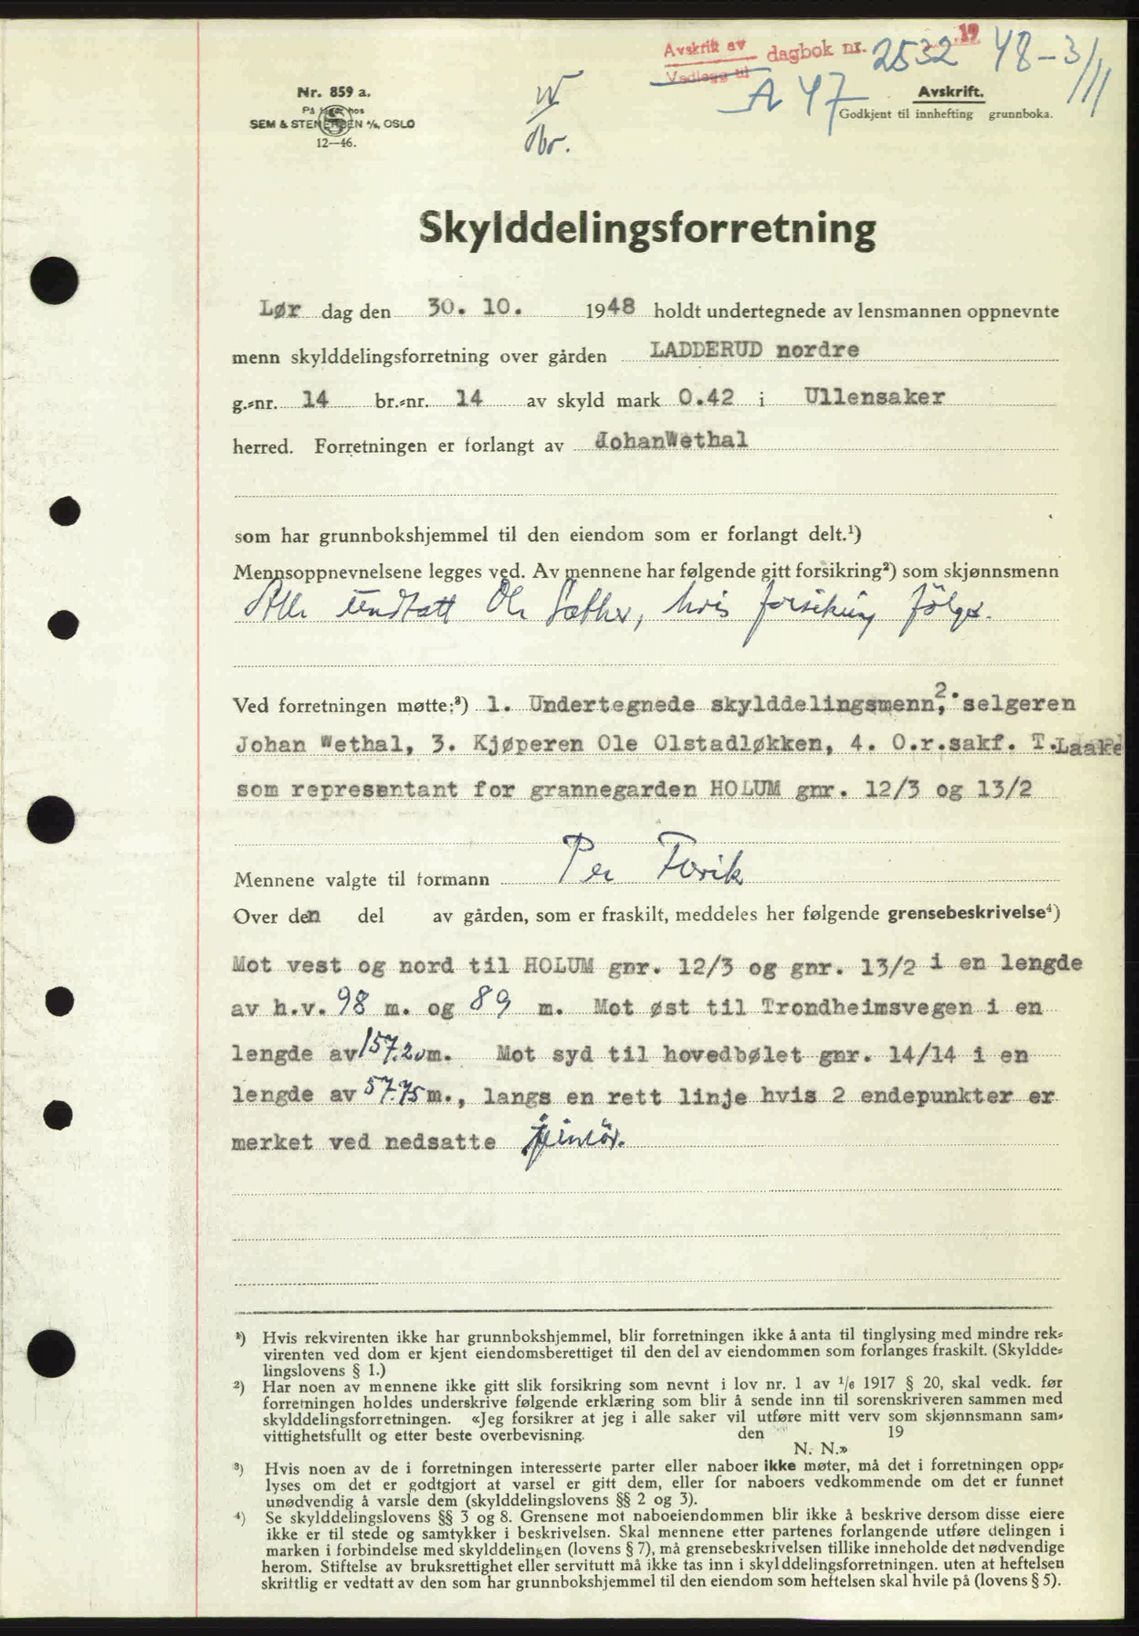 Avskrift av dagbok nr. 2532 19 48-3/11
Vedlegg til
A 47
Nr. 859 a.
Avskrift.
På lager hos
Godkjent til innhefting grunnboka.
SEM & STENERSEN A/S, OSLO
12—46.
Skylddelingsforretning
Lør dag den 30. 10. 1948 holdt undertegnede av lensmannen oppnevnte
menn skylddelingsforretning over gården LADDERUD nordre
g.-nr. 14 br.-nr. 14 av skyld mark 0.42 i Ullensaker
herred. Forretningen er forlangt av JohanWethal
som har grunnbokshjemmel til den eiendom som er forlangt delt.¹)
Mennsoppnevnelsene legges ved. Av mennene har følgende gitt forsikring²) som skjønnsmenn
Alle undtatt Ole Sæther, hvis forsikring følger.
Ved forretningen møtte:³) 1. Undertegnede skylddelingsmenn, 2. selgeren
Johan Wethal, 3. Kjøperen Ole Olstadløkken, 4. O.r.sakf. T.Laake
som representant for grannegarden HOLUM gnr. 12/3 og 13/2
Mennene valgte til formann Per Furik
Over den del av gården, som er fraskilt, meddeles her følgende grensebeskrivelse⁴)
Mot vest og nord til HOLUM gnr. 12/3 og gnr. 13/2 i en lengde
av h.v. 98 m. og 89 m. Mot øst til Trondheimsvegen i en
lengde av 157.20 m. Mot syd til hovedbølet gnr. 14/14 i en
lengde av 57.75 m., langs en rett linje hvis 2 endepunkter er
merket ved nedsatte
¹) Hvis rekvirenten ikke har grunnbokshjemmel, blir forretningen ikke å anta til tinglysing med mindre rek-
virenten ved dom er kjent eiendomsberettiget til den del av eiendommen som forlanges fraskilt. (Skyldde-
lingslovens § 1.)
²) Har noen av mennene ikke gitt slik forsikring som nevnt i lov nr. 1 av 1/6 1917 § 20, skal vedk. før
forretningen holdes underskrive følgende erklæring som blir å sende inn til sorenskriveren sammen med
skylddelingsforretningen. «Jeg forsikrer at jeg i alle saker vil utføre mitt verv som skjønnsmann sam-
vittighetsfullt og etter beste overbevisning. den 19
N. N.»
³) Hvis noen av de i forretningen interesserte parter eller naboer ikke møter, må det i forretningen opp-
lyses om det er godtgjort at varsel er gitt dem, eller for naboers vedkommende om det er funnet
unødvendig å varsle dem (skylddelingslovens §§ 2 og 3).
⁴) Se skylddelingslovens §§ 3 og 8. Grensene mot naboeiendommen blir ikke å beskrive dersom disse eiere
ikke er til stede og samtykker i beskrivelsen. Skal mennene etter partenes forlangende utføre delingen i
marken i forbindelse med skylddelingen (lovens § 7), må grensebeskrivelsen tillike inneholde det nødvendige
herom. Stiftelse av bruksrettighet eller servitutt må ikke tas inn i skylddelingsforretningen. uten at heftelsen
skriftlig er vedtatt av den som har grunnbokshjemmel til den eiendom som heftelsen skal hvile på (lovens § 5).